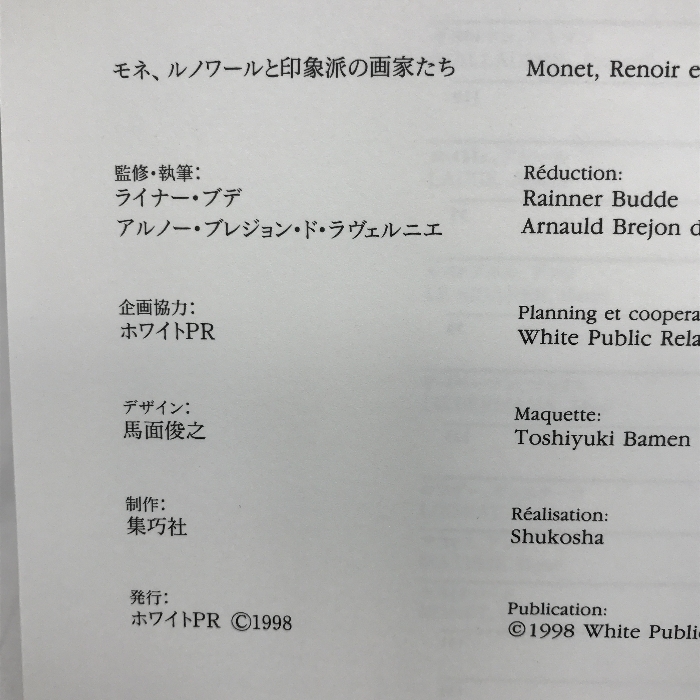 モネ、ルノワールと印象派の画家たち
監修・執筆：
ライナー・ブデ
アルノー・ブレジョン・ド・ラヴェルニエ
企画協力：
ホワイトPR
デザイン：
馬面俊之
制作：
集巧社
発行：
ホワイトPR ©1998
Monet, Renoir e
Réduction:
Rainner Budde
Arnauld Brejon d
Planning et coopera
White Public Rela
Maquette:
Toshiyuki Bamen
Réalisation:
Shukosha
Publication:
©1998 White Public